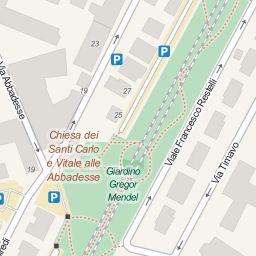 P
P
P
23
27
25
Via Abbadesse
19
19
Chiesa dei
Santi Carlo
e Vitale alle
Abbadesse
Giardino
Gregor
Mendel
Viale Francesco Restelli
Via Timavo
P